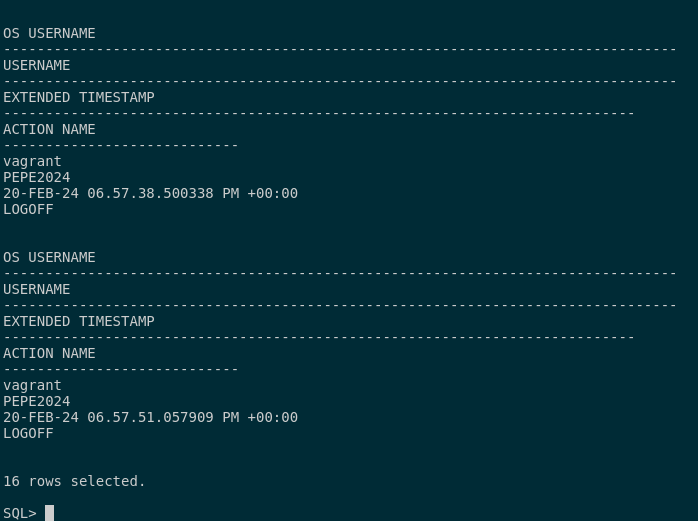 OS USERNAME
--------------------------------------------------------------------------------
USERNAME
--------------------------------------------------------------------------------
EXTENDED TIMESTAMP
---------------------------------------------------------------------------
ACTION NAME
----------------------------
vagrant
PEPE2024
20-FEB-24 06.57.38.500338 PM +00:00
LOGOFF
OS USERNAME
--------------------------------------------------------------------------------
USERNAME
--------------------------------------------------------------------------------
EXTENDED TIMESTAMP
---------------------------------------------------------------------------
ACTION NAME
----------------------------
vagrant
PEPE2024
20-FEB-24 06.57.51.057909 PM +00:00
LOGOFF
16 rows selected.
SQL>